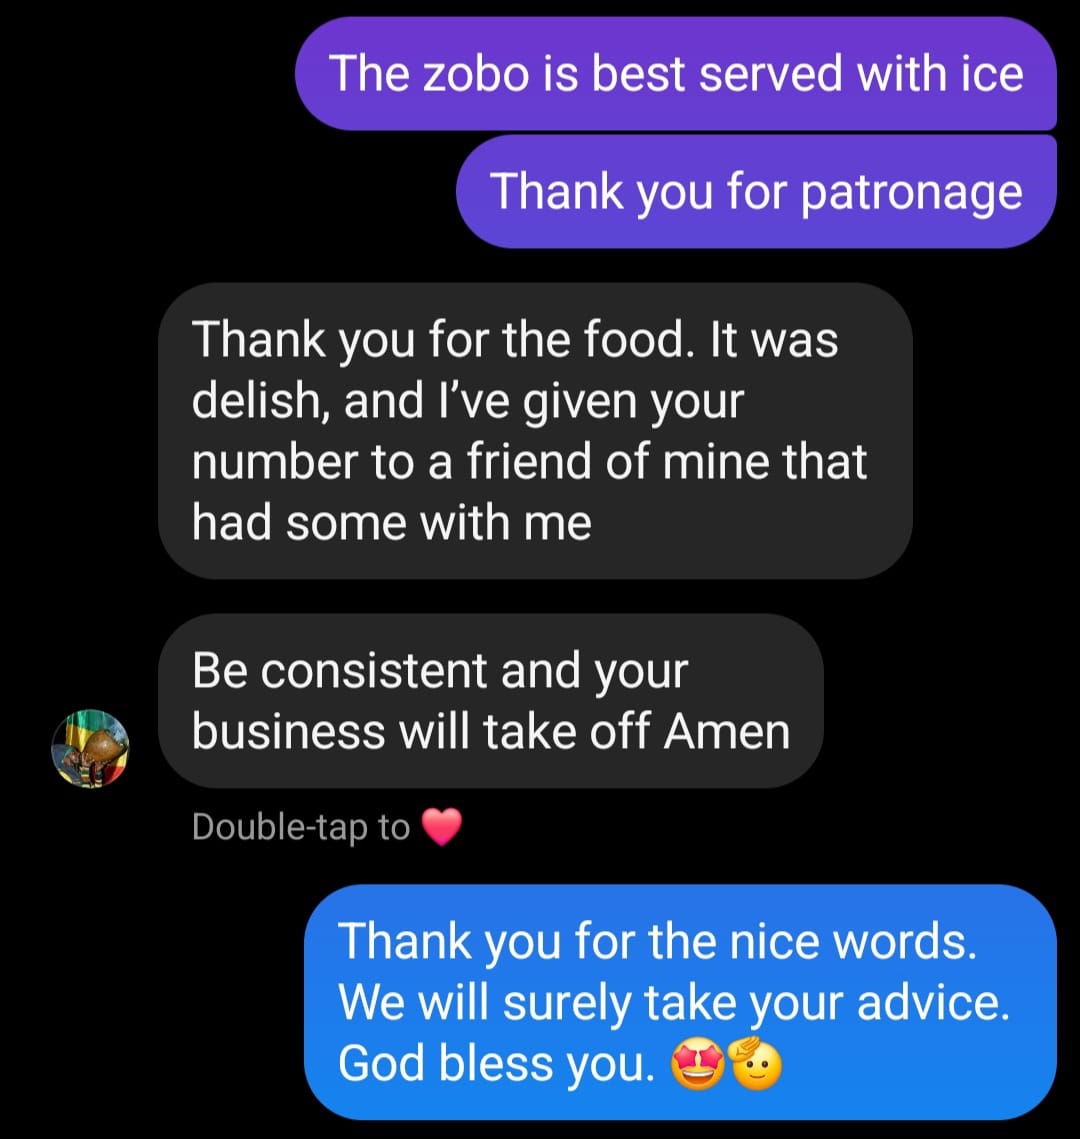 The zobo is best served with ice
Thank you for patronage
Thank you for the food. It was
delish, and I’ve given your
number to a friend of mine that
had some with me
Be consistent and your
business will take off Amen
Double-tap to ❤️
Thank you for the nice words.
We will surely take your advice.
God bless you. 🤩🫡